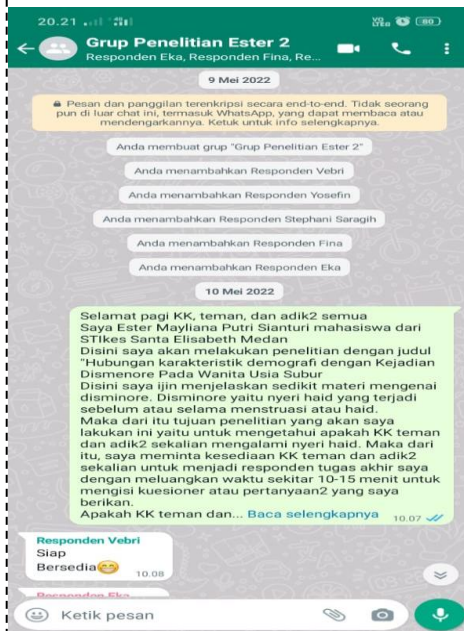 20.21
80
Grup Penelitian Ester 2
Responden Eka, Responden Fina, Re...
9 Mei 2022
Pesan dan panggilan terenkripsi secara end-to-end. Tidak seorang
pun di luar chat ini, termasuk WhatsApp, yang dapat membaca atau
mendengarkannya. Ketuk untuk info selengkapnya.
Anda membuat grup "Grup Penelitian Ester 2"
Anda menambahkan Responden Vebri
Anda menambahkan Responden Yosefin
Anda menambahkan Responden Stephani Saragih
Anda menambahkan Responden Fina
Anda menambahkan Responden Eka
10 Mei 2022
Selamat pagi KK, teman, dan adik2 semua
Saya Ester Mayliana Putri Sianturi mahasiswa dari
STIkes Santa Elisabeth Medan
Disini saya akan melakukan penelitian dengan judul
"Hubungan karakteristik demografi dengan Kejadian
Dismenore Pada Wanita Usia Subur
Disini saya ijin menjelaskan sedikit materi mengenai
disminore. Disminore yaitu nyeri haid yang terjadi
sebelum atau selama menstruasi atau haid.
Maka dari itu tujuan penelitian yang akan saya
lakukan ini yaitu untuk mengetahui apakah KK teman
dan adik2 sekalian mengalami nyeri haid. Maka dari
itu, saya meminta kesediaan KK teman dan adik2
sekalian untuk menjadi responden tugas akhir saya
dengan meluangkan waktu sekitar 10-15 menit untuk
mengisi kuesioner atau pertanyaan2 yang saya
berikan.
Apakah KK teman dan... Baca selengkapnya 10.07
Responden Vebri
Siap
Bersedia😁 10.08
Responden Eka
Ketik pesan